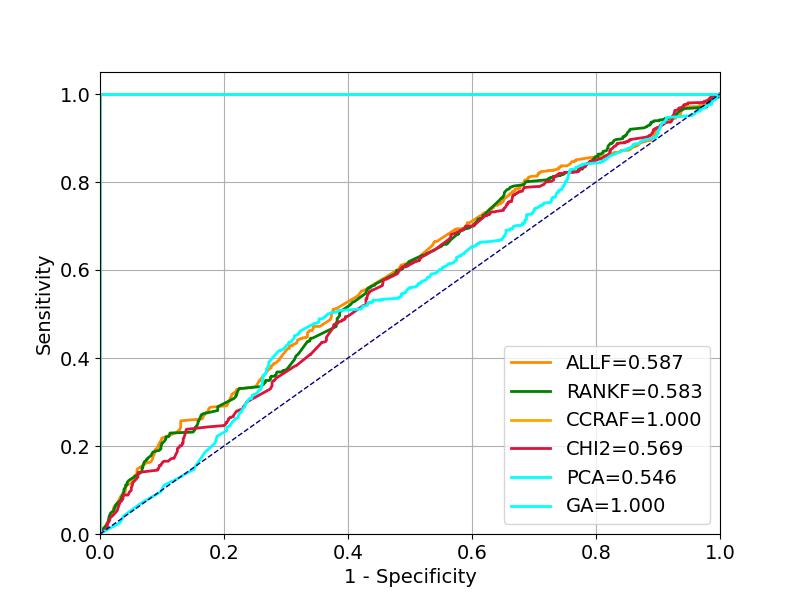 1.0
0.8
0.6
0.4
0.2
0.0
Sensitivity
ALLF=0.587
RANKF=0.583
CCRAF=1.000
CHI2=0.569
PCA=0.546
GA=1.000
0.0 0.2 0.4 0.6 0.8 1.0
1 - Specificity